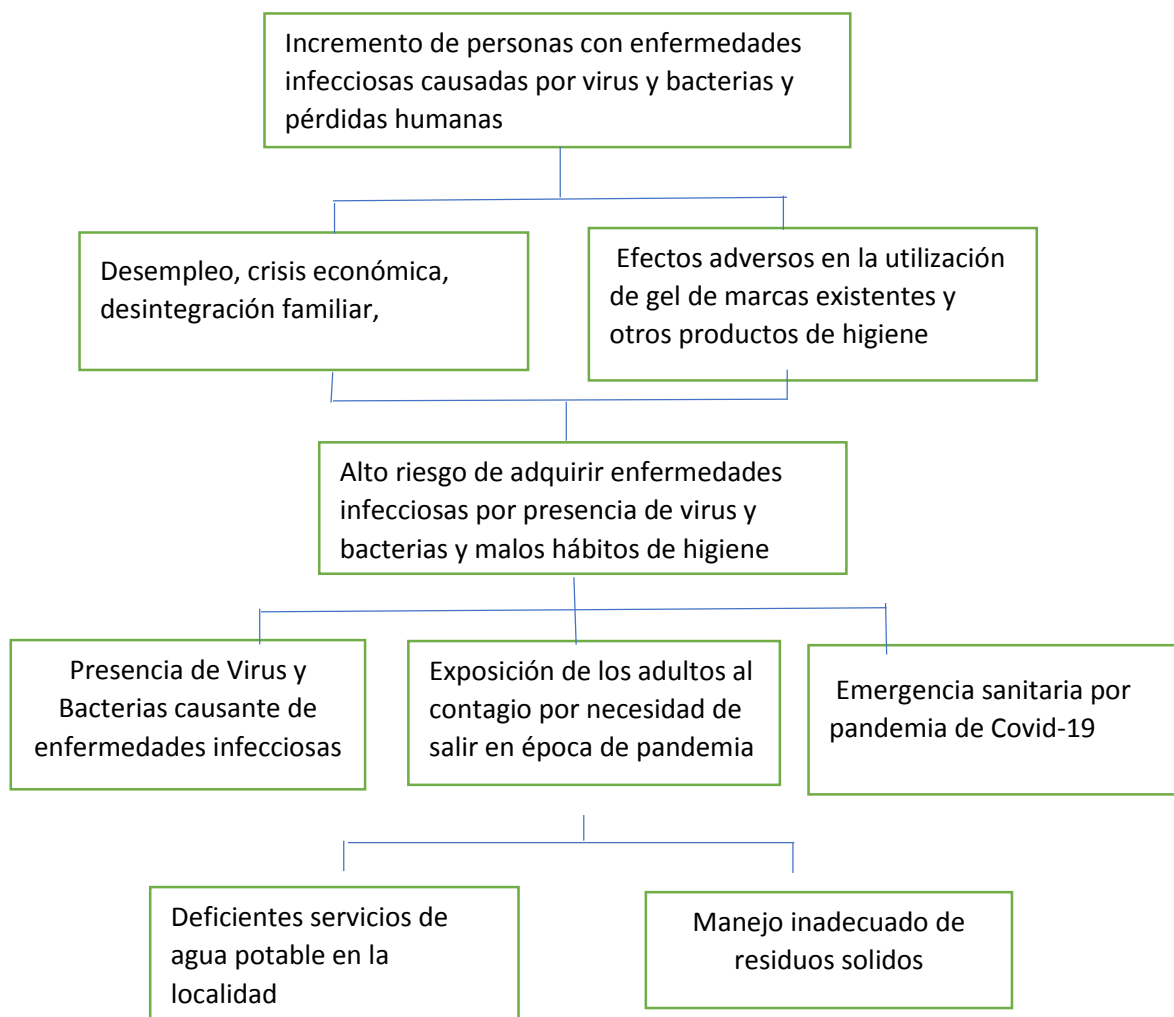 Incremento de personas con enfermedades
infecciosas causadas por virus y bacterias y
pérdidas humanas
Desempleo, crisis económica,
desintegración familiar,
Efectos adversos en la utilización
de gel de marcas existentes y
otros productos de higiene
Alto riesgo de adquirir enfermedades
infecciosas por presencia de virus y
bacterias y malos hábitos de higiene
Presencia de Virus y
Bacterias causante de
enfermedades infecciosas
Exposición de los adultos al
contagio por necesidad de
salir en época de pandemia
Emergencia sanitaria por
pandemia de Covid-19
Deficientes servicios de
agua potable en la
localidad
Manejo inadecuado de
residuos solidos